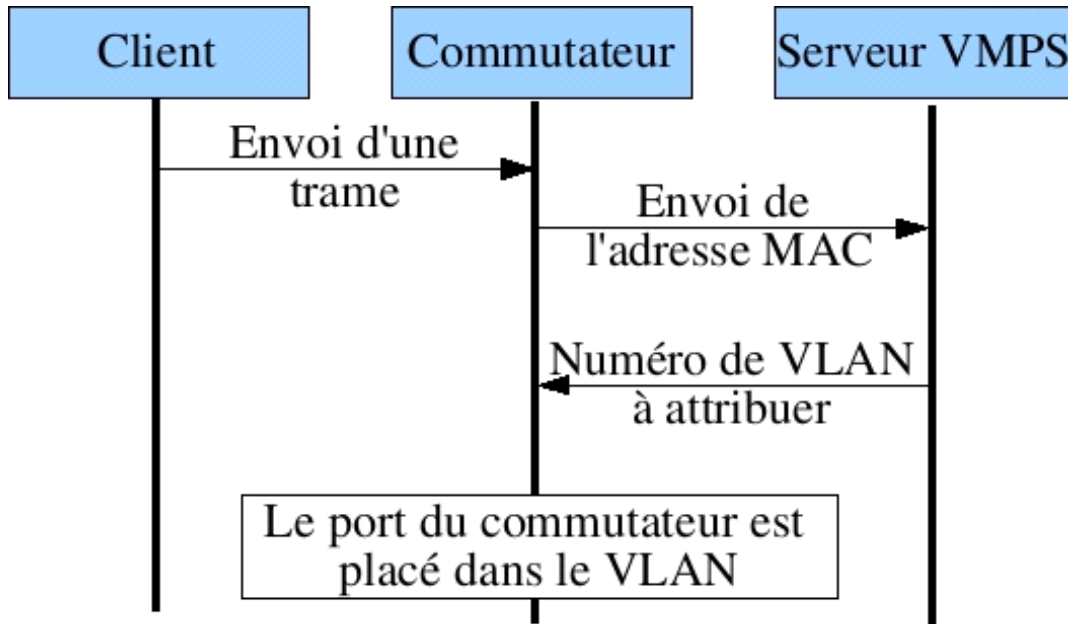 Client
Commutateur
Serveur VMPS
Envoi d'une
trame
Envoi de
l'adresse MAC
Numéro de VLAN
à attribuer
Le port du commutateur est
placé dans le VLAN